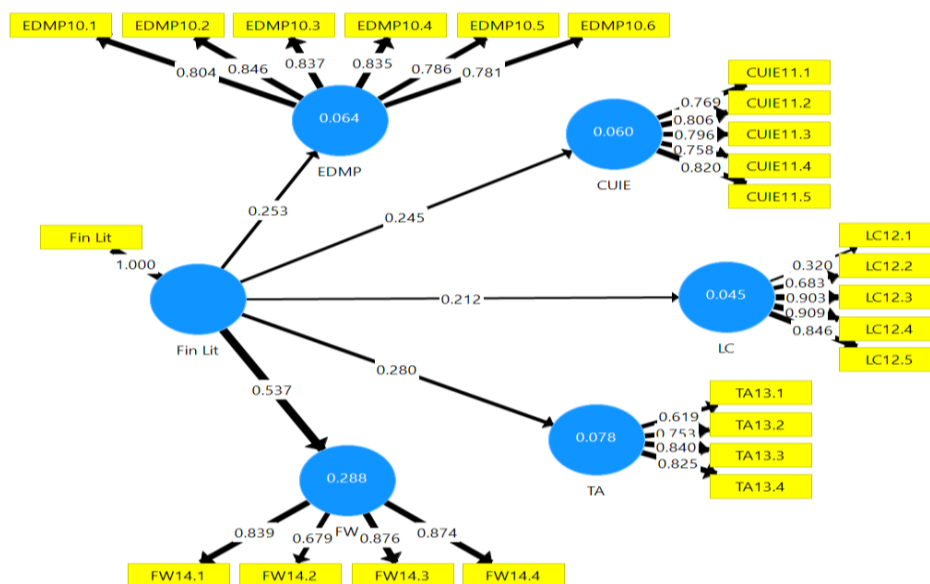 EDMP10.1 EDMP10.2 EDMP10.3 EDMP10.4 EDMP10.5 EDMP10.6
0.804 0.846 0.837 0.835 0.786 0.781
0.064
EDMP
CUIE11.1
CUIE11.2
CUIE11.3
CUIE11.4
CUIE11.5
0.769
0.806
0.796
0.758
0.820
0.060
CUIE
0.253
0.245
Fin Lit
1.000
Fin Lit
0.212
0.280
0.537
LC12.1
LC12.2
LC12.3
LC12.4
LC12.5
0.320
0.683
0.903
0.909
0.846
0.045
LC
TA13.1
TA13.2
TA13.3
TA13.4
0.619
0.753
0.840
0.825
0.078
TA
0.288
FW
0.839 0.679 0.876 0.874
FW14.1 FW14.2 FW14.3 FW14.4